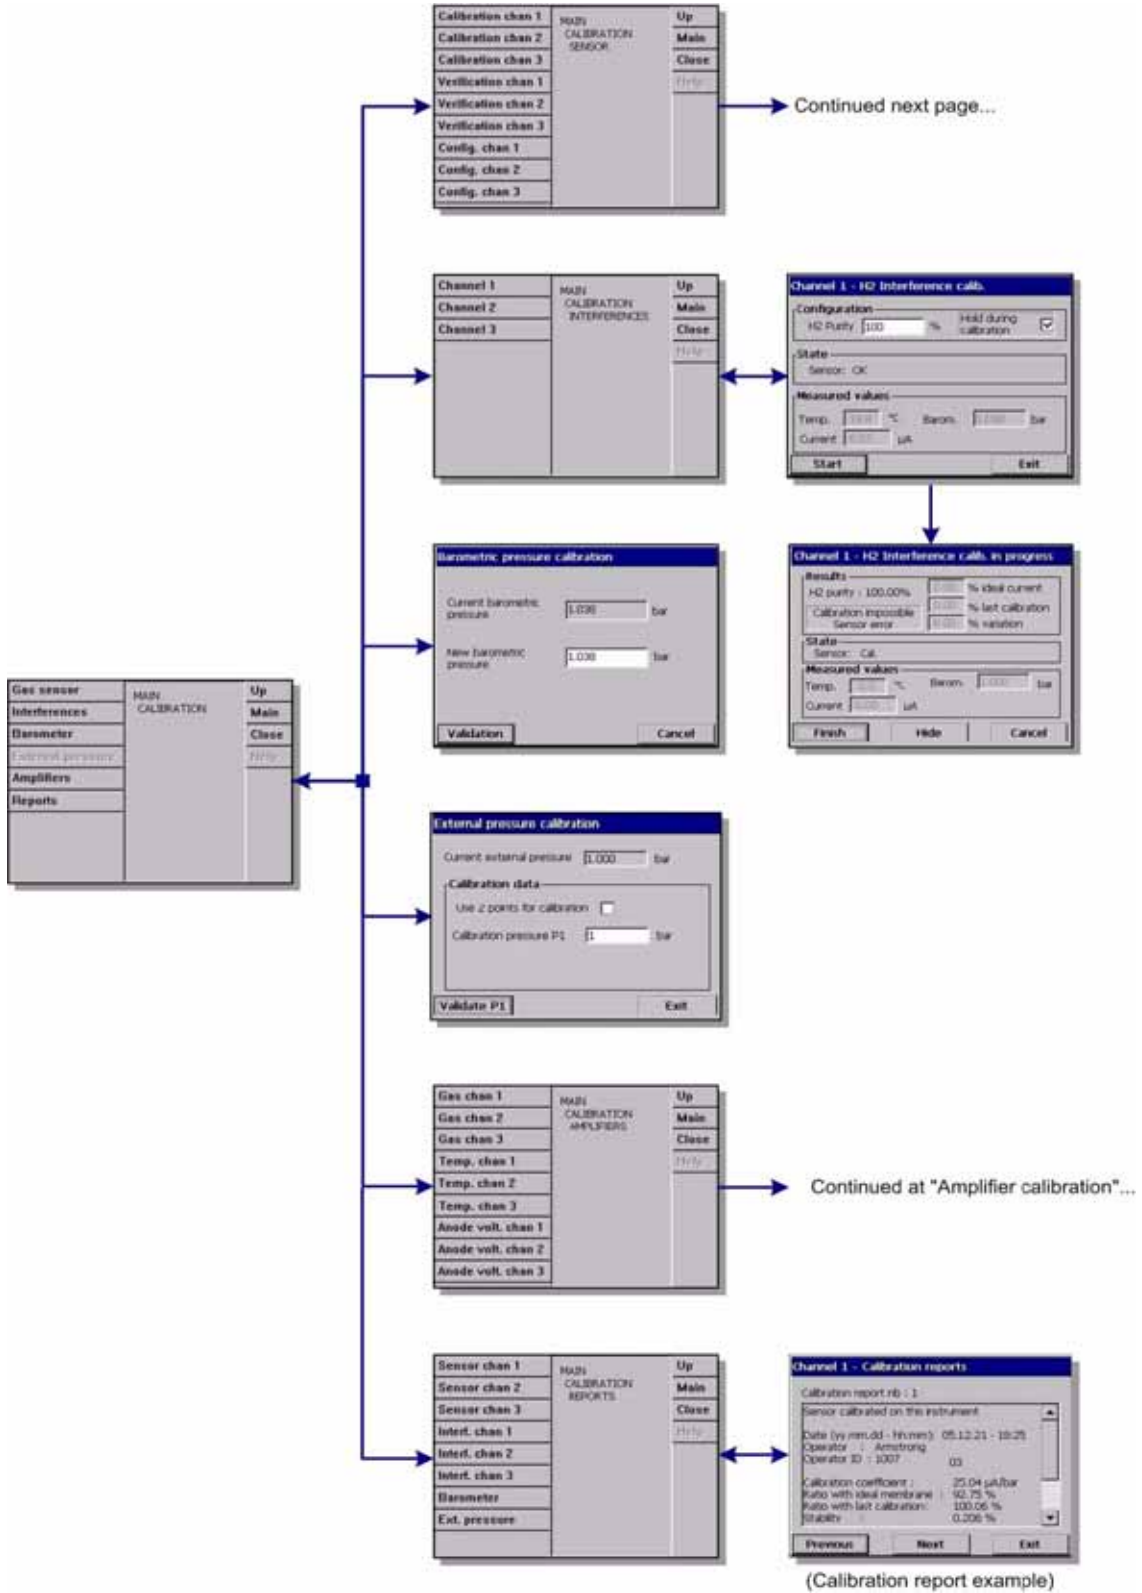 Calibration chan 1
Calibration chan 2
Calibration chan 3
Verification chan 1
Verification chan 2
Verification chan 3
Config. chan 1
Config. chan 2
Config. chan 3
MAIN
CALIBRATION
SENSOR
Up
Main
Close
Help
Continued next page...
Channel 1
Channel 2
Channel 3
MAIN
CALIBRATION
INTERFERENCES
Up
Main
Close
Help
Channel 1 - H2 Interference calib.
Configuration
H2 Purity 100 %
Hold during
calibration
State
Sensor: OK
Measured values
Temp. °C Barom. bar
Current µA
Start Exit
Barometric pressure calibration
Current barometric
pressure 1.038 bar
New barometric
pressure 1.038 bar
Validation Cancel
Channel 1 - H2 Interference calib. in progress
Results
H2 purity : 100.00%
% ideal current
Calibration impossible
Sensor error
% last calibration
% variation
State
Sensor: Cal.
Measured values
Temp. °C Barom. bar
Current µA
Finish Hide Cancel
Gas sensor
Interferences
Barometer
External pressure
Amplifiers
Reports
MAIN
CALIBRATION
Up
Main
Close
Help
External pressure calibration
Current external pressure 1.000 bar
Calibration data
Use 2 points for calibration
Calibration pressure P1 1 bar
Validate P1 Exit
Gas chan 1
Gas chan 2
Gas chan 3
Temp. chan 1
Temp. chan 2
Temp. chan 3
Anode volt. chan 1
Anode volt. chan 2
Anode volt. chan 3
MAIN
CALIBRATION
AMPLIFIERS
Up
Main
Close
Help
Continued at "Amplifier calibration"...
Sensor chan 1
Sensor chan 2
Sensor chan 3
Interf. chan 1
Interf. chan 2
Interf. chan 3
Barometer
Ext. pressure
MAIN
CALIBRATION
REPORTS
Up
Main
Close
Help
Channel 1 - Calibration reports
Calibration report nb : 1
Sensor calibrated on this instrument
Date (yy.mm.dd - hh:mm): 05.12.21 - 18:25
Operator : Armstrong
Operator ID : 1007 03
Calibration coefficient : 25.04 µA/bar
Ratio with ideal membrane : 92.75 %
Ratio with last calibration: 100.06 %
Stability : 0.206 %
Previous Next Exit
(Calibration report example)